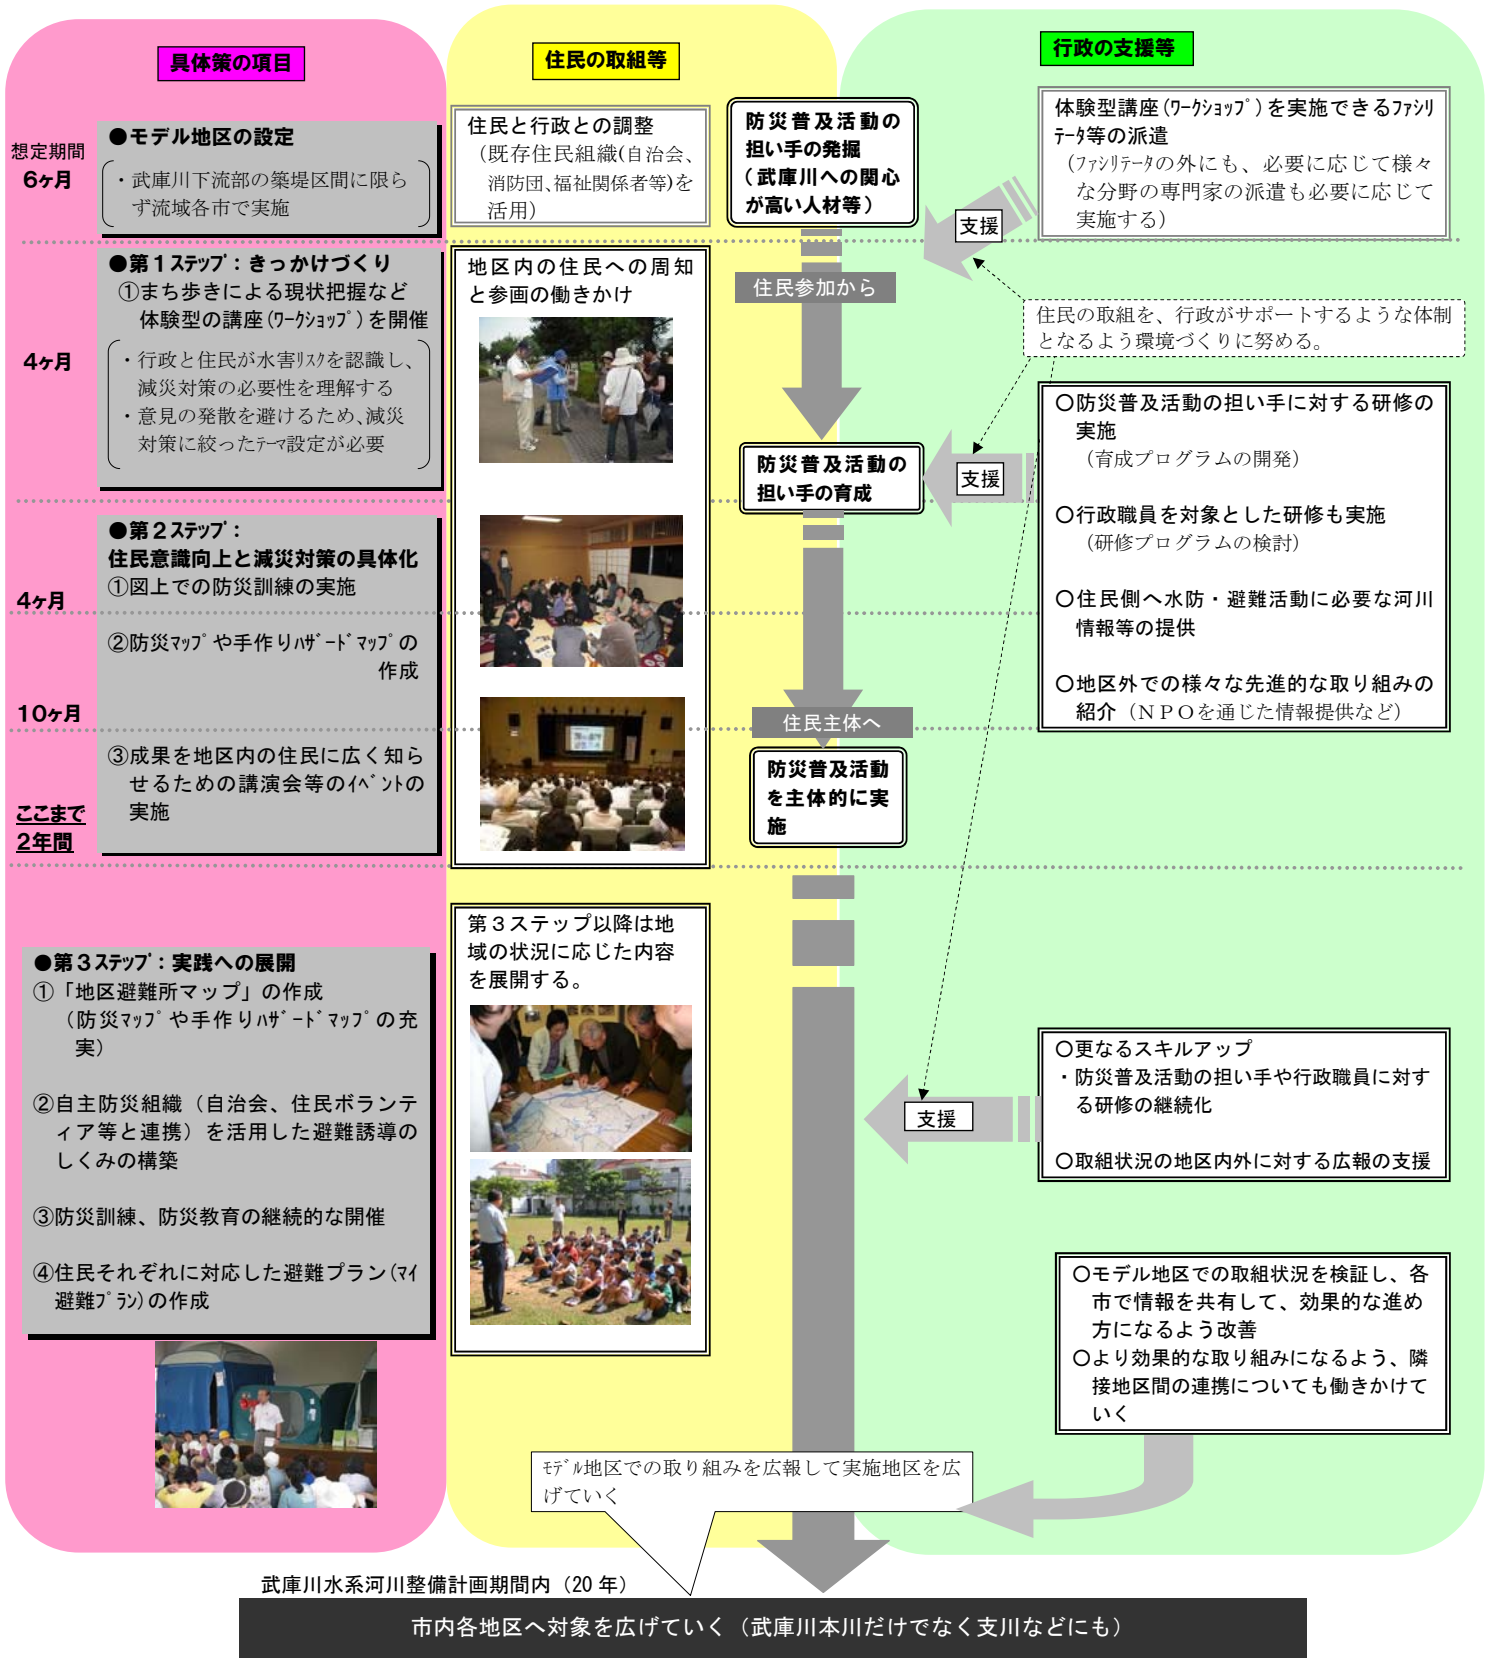 具体策の項目
想定期間
6ヶ月
●モデル地区の設定
・武庫川下流部の築堤区間に限ら
ず流域各市で実施
4ヶ月
●第1ステップ：きっかけづくり
①まち歩きによる現状把握など
体験型の講座(ワークショップ)を開催
・行政と住民が水害リスクを認識し、
減災対策の必要性を理解する
・意見の発散を避けるため、減災
対策に絞ったテーマ設定が必要
●第2ステップ：
住民意識向上と減災対策の具体化
①図上での防災訓練の実施
4ヶ月
②防災マップや手作りハザードマップの
作成
10ヶ月
③成果を地区内の住民に広く知ら
せるための講演会等のイベントの
実施
ここまで
2年間
●第3ステップ：実践への展開
①「地区避難所マップ」の作成
（防災マップや手作りハザードマップの充
実）
②自主防災組織（自治会、住民ボランテ
ィア等と連携）を活用した避難誘導の
しくみの構築
③防災訓練、防災教育の継続的な開催
④住民それぞれに対応した避難プラン(マイ
避難プラン)の作成
住民の取組等
住民と行政との調整
（既存住民組織(自治会、
消防団、福祉関係者等)を
活用）
地区内の住民への周知
と参画の働きかけ
第3ステップ以降は地
域の状況に応じた内容
を展開する。
防災普及活動の
担い手の発掘
（武庫川への関心
が高い人材等）
住民参加から
防災普及活動の
担い手の育成
住民主体へ
防災普及活動
を主体的に実
施
行政の支援等
体験型講座(ワークショップ)を実施できるファシリ
テータ等の派遣
（ファシリテータの外にも、必要に応じて様々
な分野の専門家の派遣も必要に応じて
実施する）
支援
住民の取組を、行政がサポートするような体制
となるよう環境づくりに努める。
支援
○防災普及活動の担い手に対する研修の
実施
（育成プログラムの開発）
○行政職員を対象とした研修も実施
（研修プログラムの検討）
○住民側へ水防・避難活動に必要な河川
情報等の提供
○地区外での様々な先進的な取り組みの
紹介（ＮＰＯを通じた情報提供など）
支援
○更なるスキルアップ
・防災普及活動の担い手や行政職員に対す
る研修の継続化
○取組状況の地区内外に対する広報の支援
○モデル地区での取組状況を検証し、各
市で情報を共有して、効果的な進め
方になるよう改善
○より効果的な取り組みになるよう、隣
接地区間の連携についても働きかけて
いく
モデル地区での取り組みを広報して実施地区を広
げていく
武庫川水系河川整備計画期間内（20年）
市内各地区へ対象を広げていく（武庫川本川だけでなく支川などにも）